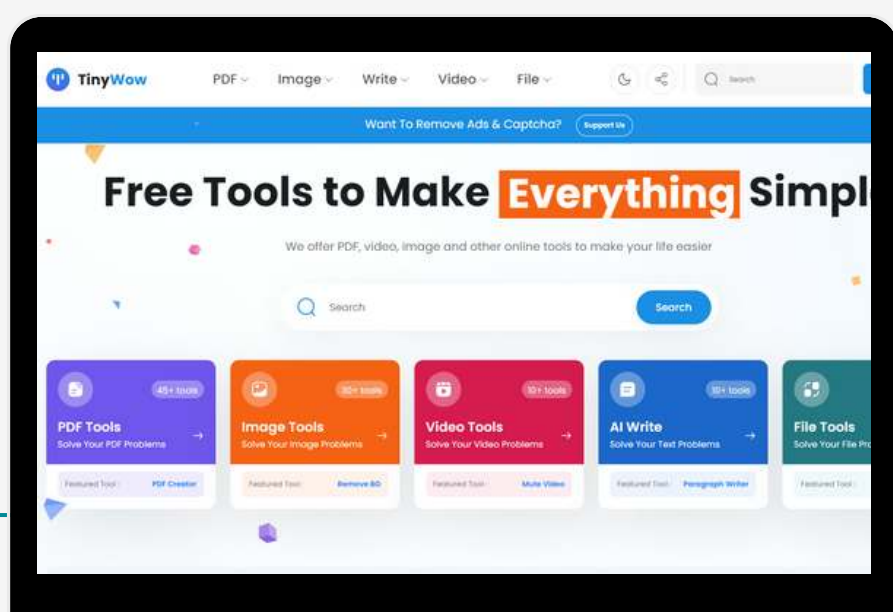 TinyWow PDF Image Write Video File Search
Want To Remove Ads & Captcha? Support Us
Free Tools to Make Everything Simpl
We offer PDF, video, image and other online tools to make your life easier
Search Search
45+ tools 30+ tools 10+ tools 10+ tools
PDF Tools Image Tools Video Tools AI Write File Tools
Solve Your PDF Problems Solve Your Image Problems Solve Your Video Problems Solve Your Text Problems Solve Your File Pro
Featured Tool : PDF Creator Featured Tool : Remove BG Featured Tool : Mute Video Featured Tool : Paragraph Writer Featured Tool :